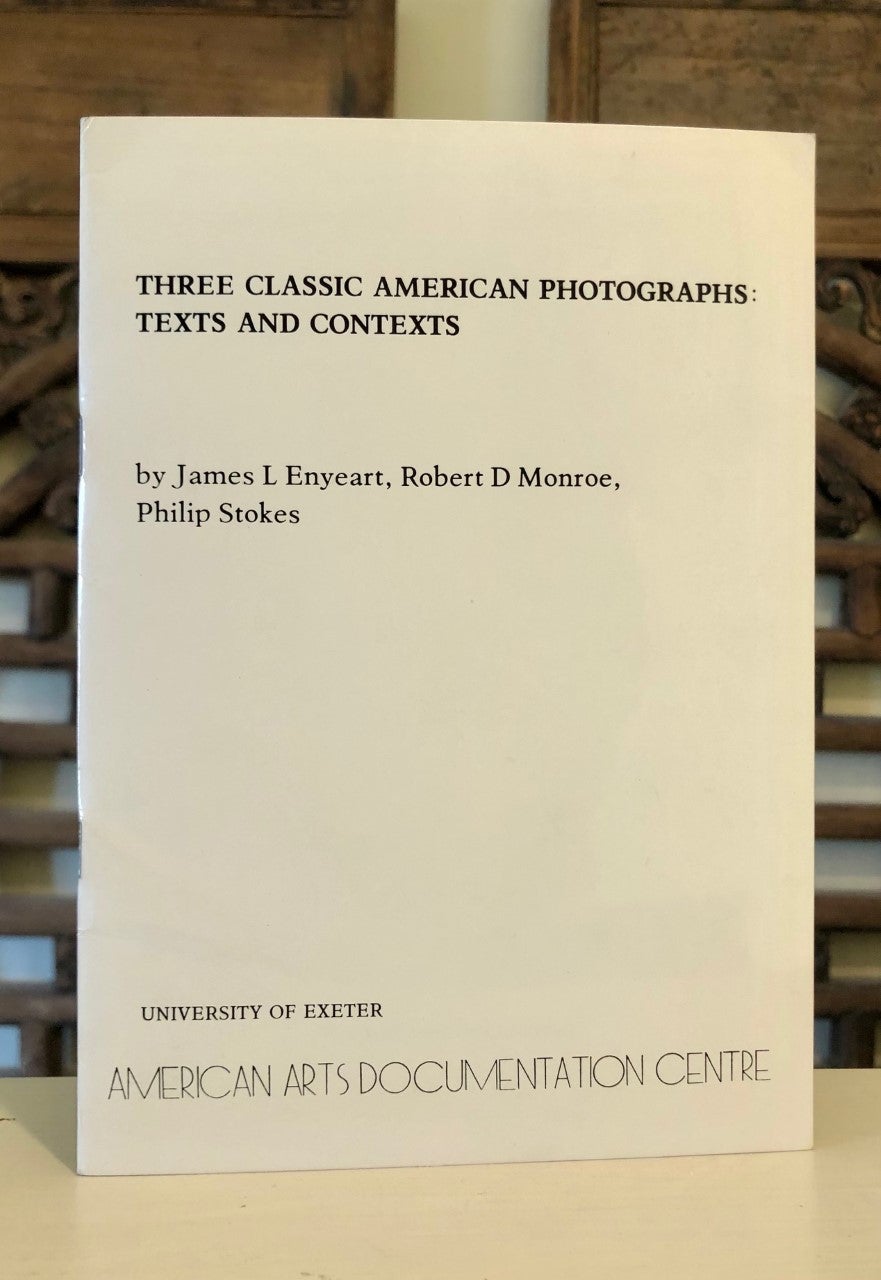 THREE CLASSIC AMERICAN PHOTOGRAPHS:
TEXTS AND CONTEXTS
by James L Enyeart, Robert D Monroe,
Philip Stokes
UNIVERSITY OF EXETER
AMERICAN ARTS DOCUMENTATION CENTRE